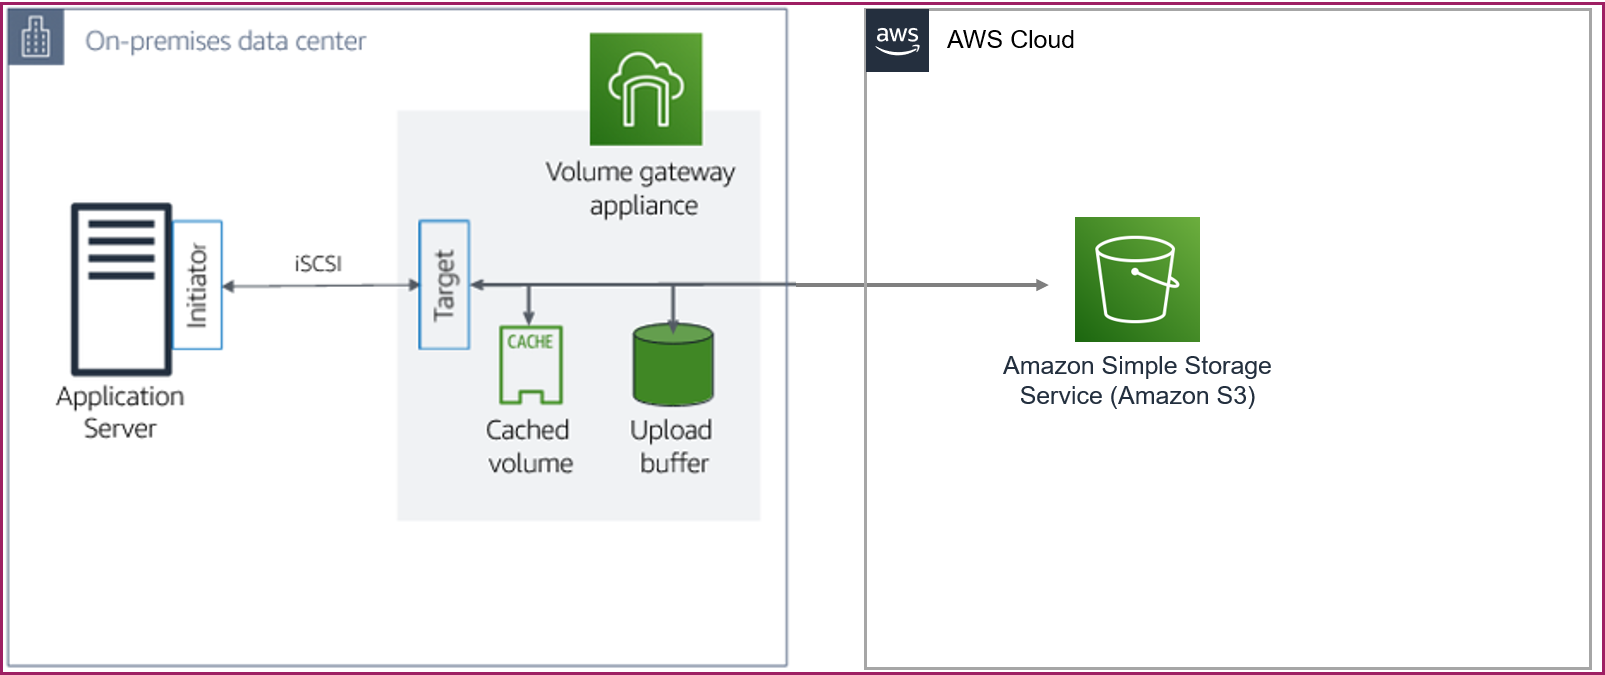 On-premises data center
aws
AWS Cloud
Volume gateway
appliance
Initiator
iSCSI
Target
CACHE
Application
Server
Cached
volume
Upload
buffer
Amazon Simple Storage
Service (Amazon S3)